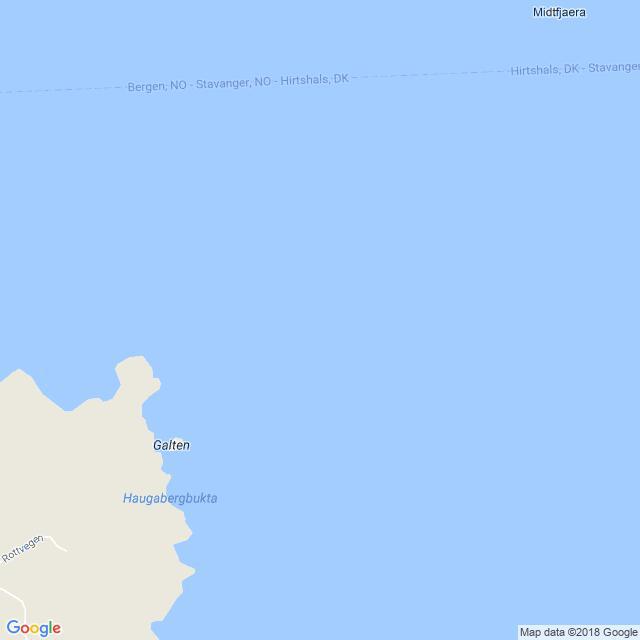 Midtfjaera
Hirtshals, DK - Stavanger
Bergen, NO - Stavanger, NO - Hirtshals, DK
Galten
Haugabergbukta
Rottvegen
Google
Map data ©2018 Google